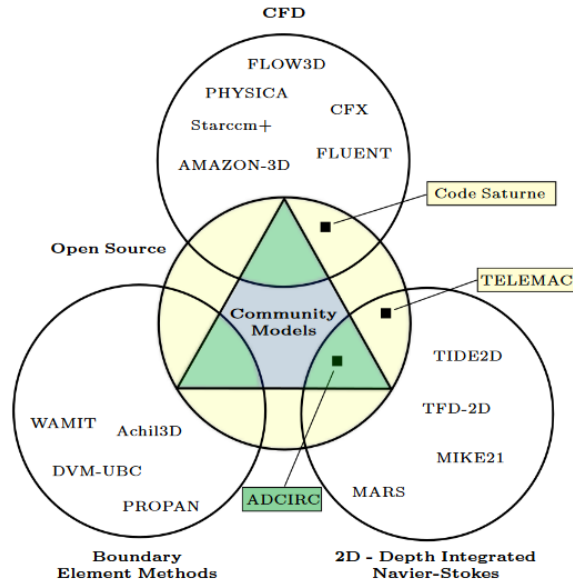 CFD
FLOW3D
PHYSICA
CFX
Starccm+
FLUENT
AMAZON-3D
Code Saturne
Open Source
TELEMAC
Community
Models
TIDE2D
WAMIT
Achil3D
TFD-2D
DVM-UBC
MIKE21
PROPAN
ADCIRC
MARS
Boundary
Element Methods
2D - Depth Integrated
Navier-Stokes